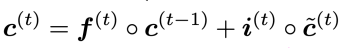 c^{(t)} = f^{(t)} ∘ c^{(t−1)} + i^{(t)} ∘ c̃^{(t)}